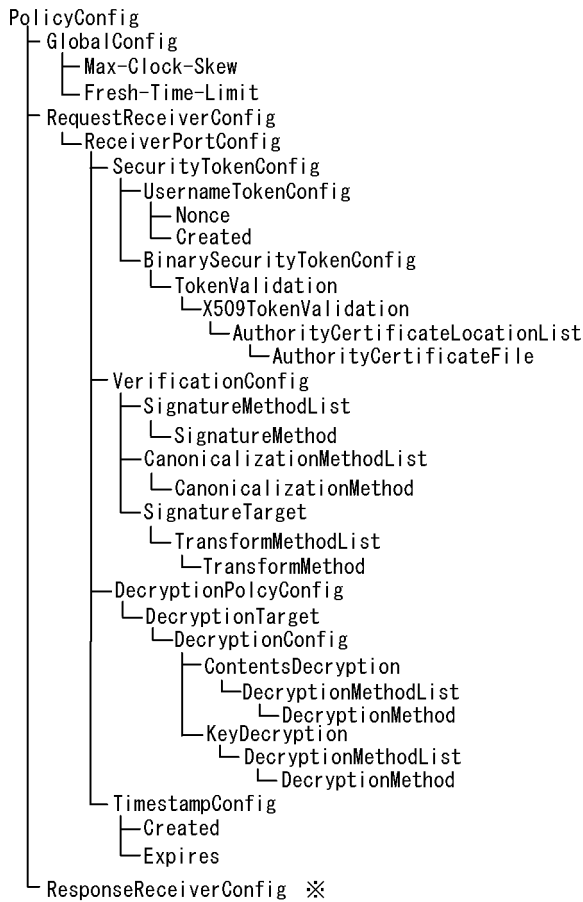 PolicyConfig
GlobalConfig
Max-Clock-Skew
Fresh-Time-Limit
RequestReceiverConfig
ReceiverPortConfig
SecurityTokenConfig
UsernameTokenConfig
Nonce
Created
BinarySecurityTokenConfig
TokenValidation
X509TokenValidation
AuthorityCertificateLocationList
AuthorityCertificateFile
VerificationConfig
SignatureMethodList
SignatureMethod
CanonicalizationMethodList
CanonicalizationMethod
SignatureTarget
TransformMethodList
TransformMethod
DecryptionPolcyConfig
DecryptionTarget
DecryptionConfig
ContentsDecryption
DecryptionMethodList
DecryptionMethod
KeyDecryption
DecryptionMethodList
DecryptionMethod
TimestampConfig
Created
Expires
ResponseReceiverConfig ※